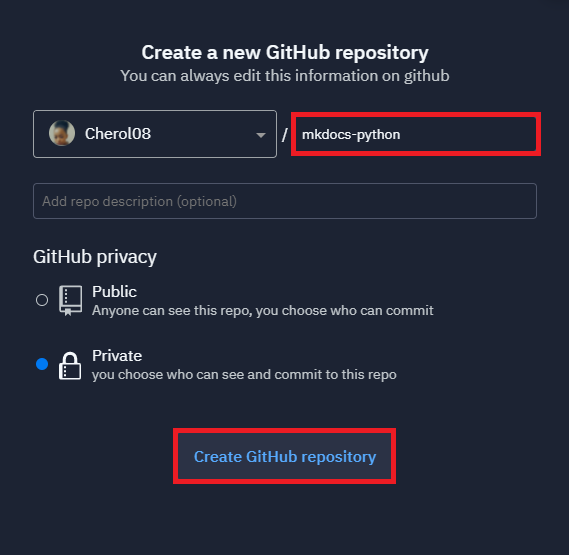 Create a new GitHub repository
You can always edit this information on github
Cherol08 / mkdocs-python
Add repo description (optional)
GitHub privacy
Public
Anyone can see this repo, you choose who can commit
Private
you choose who can see and commit to this repo
Create GitHub repository